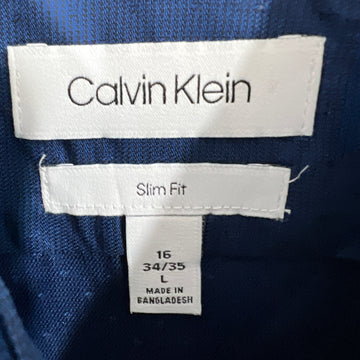 Calvin Klein
Slim Fit
16
34/35
L
MADE IN
BANGLADESH